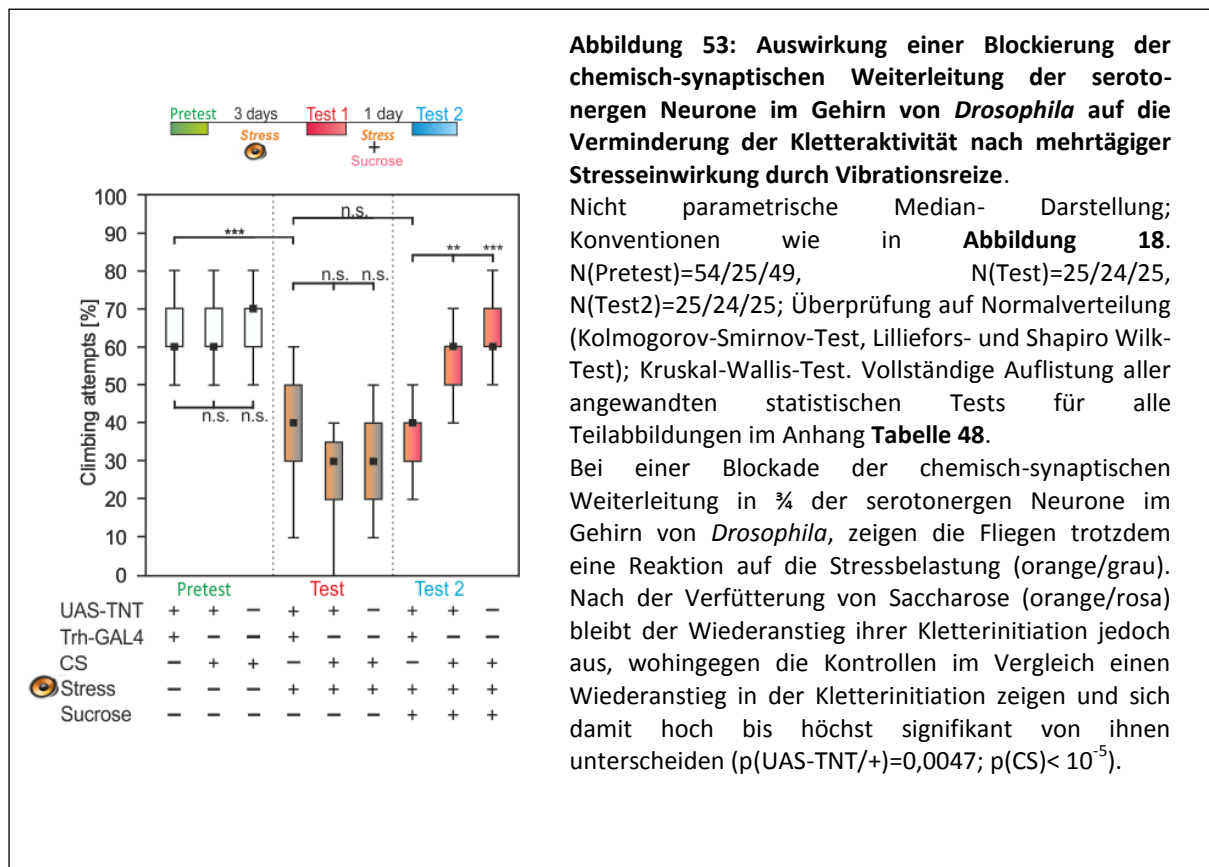 Pretest 3 days Test 1 1 day Test 2
Stress Stress
+
Sucrose
n.s.
*** ** ***
n.s. n.s.
n.s. n.s.
Climbing attempts [%]
100
90
80
70
60
50
40
30
20
10
0
Pretest Test Test 2
UAS-TNT + + – + + – + + –
Trh-GAL4 + – – + – – + – –
CS – + + – + + – + +
Stress – – – + + + + + +
Sucrose – – – – – – + + +
Abbildung 53: Auswirkung einer Blockierung der
chemisch-synaptischen Weiterleitung der seroto-
nergen Neurone im Gehirn von Drosophila auf die
Verminderung der Kletteraktivität nach mehrtägiger
Stresseinwirkung durch Vibrationsreize.
Nicht parametrische Median- Darstellung;
Konventionen wie in Abbildung 18.
N(Pretest)=54/25/49, N(Test)=25/24/25,
N(Test2)=25/24/25; Überprüfung auf Normalverteilung
(Kolmogorov-Smirnov-Test, Lilliefors- und Shapiro Wilk-
Test); Kruskal-Wallis-Test. Vollständige Auflistung aller
angewandten statistischen Tests für alle
Teilabbildungen im Anhang Tabelle 48.
Bei einer Blockade der chemisch-synaptischen
Weiterleitung in ¾ der serotonergen Neurone im
Gehirn von Drosophila, zeigen die Fliegen trotzdem
eine Reaktion auf die Stressbelastung (orange/grau).
Nach der Verfütterung von Saccharose (orange/rosa)
bleibt der Wiederanstieg ihrer Kletterinitiation jedoch
aus, wohingegen die Kontrollen im Vergleich einen
Wiederanstieg in der Kletterinitiation zeigen und sich
damit hoch bis höchst signifikant von ihnen
unterscheiden (p(UAS-TNT/+)=0,0047; p(CS)< 10⁻⁵).